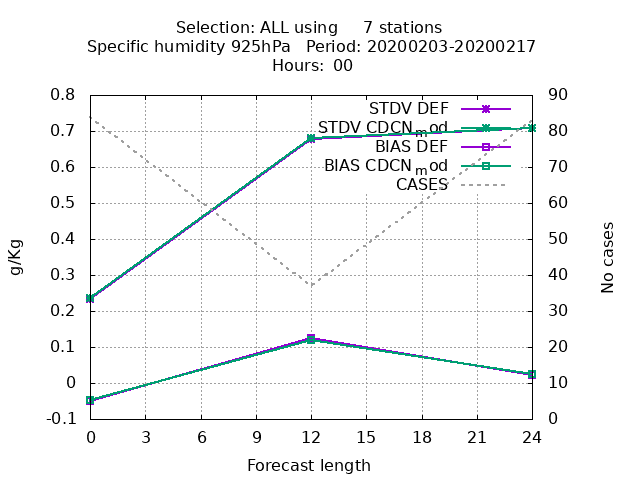 Selection: ALL using 7 stations
Specific humidity 925hPa Period: 20200203-20200217
Hours: 00
STDV DEF
STDV CDCNmod
BIAS DEF
BIAS CDCNmod
CASES
0.8
0.7
0.6
0.5
0.4
0.3
0.2
0.1
0
-0.1
g/Kg
90
80
70
60
50
40
30
20
10
0
No cases
0 3 6 9 12 15 18 21 24
Forecast length